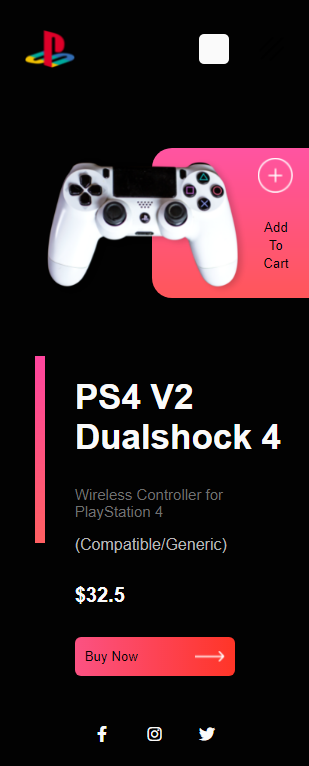 Add
To
Cart
PS4 V2
Dualshock 4
Wireless Controller for
PlayStation 4
(Compatible/Generic)
$32.5
Buy Now